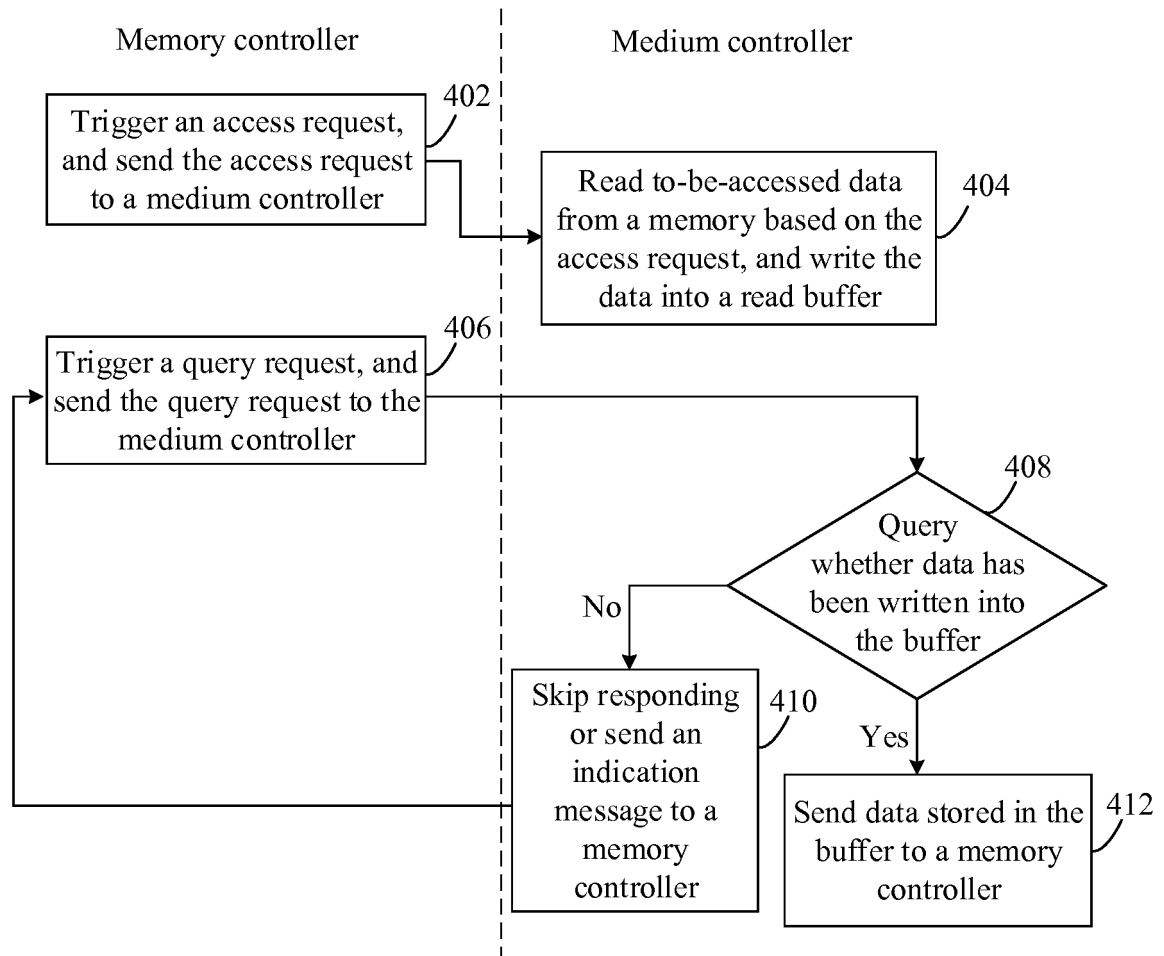 Memory controller
Medium controller
402
Trigger an access request,
and send the access request
to a medium controller
404
Read to-be-accessed data
from a memory based on the
access request, and write the
data into a read buffer
406
Trigger a query request, and
send the query request to the
medium controller
408
Query
whether data has
been written into
the buffer
No
Yes
410
Skip responding
or send an
indication
message to a
memory
controller
412
Send data stored in the
buffer to a memory
controller